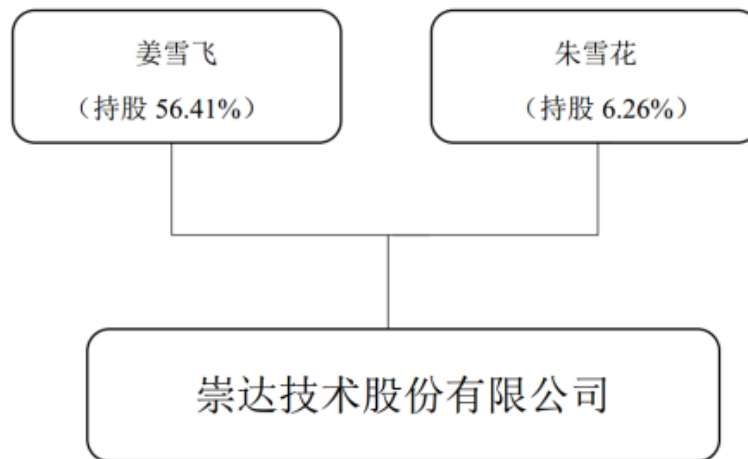 姜雪飞
（持股 56.41%）
朱雪花
（持股 6.26%）
崇达技术股份有限公司